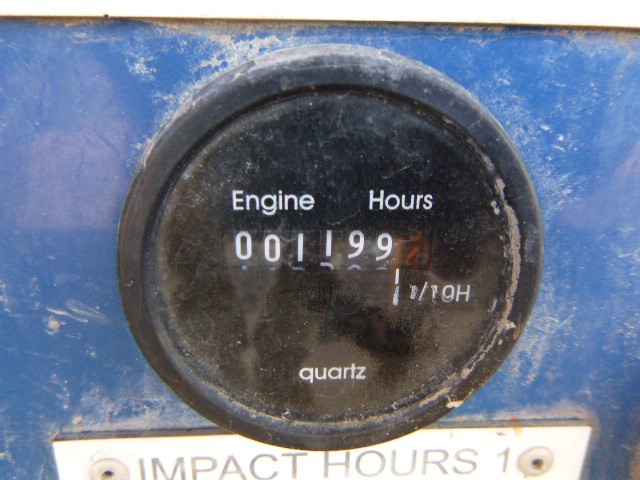 Engine Hours
001199
1/10H
quartz
IMPACT HOURS 1